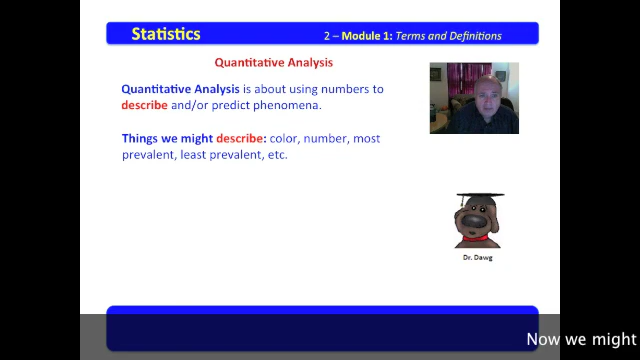 Statistics
2 – Module 1: Terms and Definitions
Quantitative Analysis
Quantitative Analysis is about using numbers to
describe and/or predict phenomena.
Things we might describe: color, number, most
prevalent, least prevalent, etc.
Dr. Dawg
Now we might